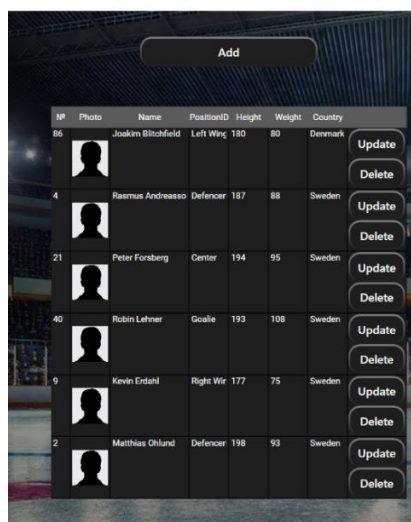 Add
Nº Photo Name PositionID Height Weight Country
86 Joakim Blitchfield Left Wing 180 80 Denmark
Update
Delete
4 Rasmus Andreasso Defencer 187 88 Sweden
Update
Delete
21 Peter Forsberg Center 194 95 Sweden
Update
Delete
40 Robin Lehner Goalie 193 108 Sweden
Update
Delete
9 Kevin Erdahl Right Wir 177 75 Sweden
Update
Delete
2 Matthias Ohlund Defencer 198 93 Sweden
Update
Delete